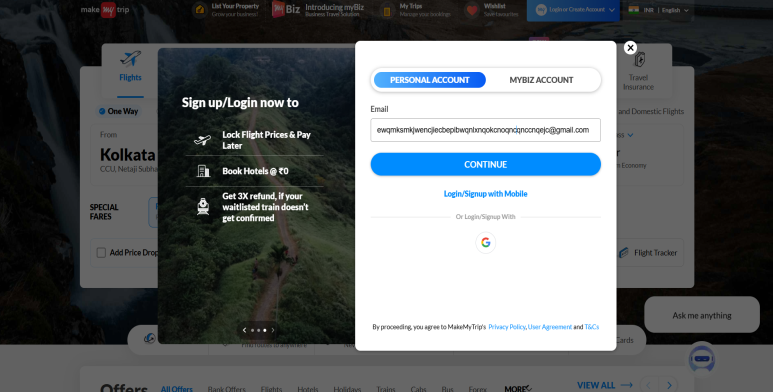 make my trip
List Your Property
Grow your business!
my Biz
Introducing myBiz
Business Travel Solution
My Trips
Manage your bookings
Wishlist
Save favourites
my
Login or Create Account
INR | English
Flights
Travel
Insurance
One Way
and Domestic Flights
From
Kolkata
CCU, Netaji Subha
Economy
SPECIAL
FARES
Add Price Drop
Flight Tracker
Sign up/Login now to
Lock Flight Prices & Pay
Later
Book Hotels @ ₹0
Get 3X refund, if your
waitlisted train doesn't
get confirmed
PERSONAL ACCOUNT
MYBIZ ACCOUNT
Email
CONTINUE
Login/Signup with Mobile
Or Login/Signup With
G
By proceeding, you agree to MakeMyTrip's Privacy Policy, User Agreement and T&Cs
Ask me anything
Cards
Offers
All Offers
Bank Offers
Flights
Hotels
Holidays
Trains
Cabs
Bus
Forex
MORE
VIEW ALL